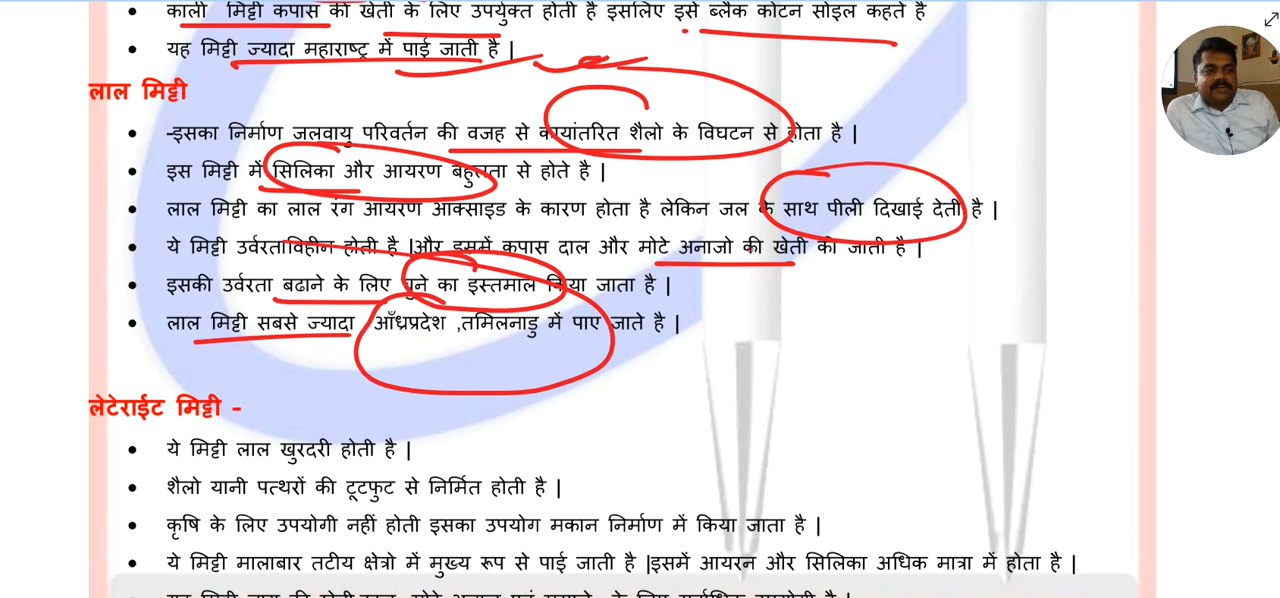 काली मिट्टी कपास की खेती के लिए उपर्युक्त होती है इसलिए इसे ब्लैक कोटन सोइल कहते है
यह मिट्टी ज्यादा महाराष्ट्र में पाई जाती है |
लाल मिट्टी
-इसका निर्माण जलवायु परिवर्तन की वजह से कायांतरित शैलो के विघटन से होता है |
इस मिट्टी में सिलिका और आयरण बहुलता से होते है |
लाल मिट्टी का लाल रंग आयरण आक्साइड के कारण होता है लेकिन जल के साथ पीली दिखाई देती है |
ये मिट्टी उर्वरताविहीन होती है |और इसमें कपास दाल और मोटे अनाजो की खेती की जाती है |
इसकी उर्वरता बढाने के लिए चुने का इस्तमाल किया जाता है |
लाल मिट्टी सबसे ज्यादा आँध्रप्रदेश ,तमिलनाडु में पाए जाते है |
लेटेराईट मिट्टी -
ये मिट्टी लाल खुरदरी होती है |
शैलो यानी पत्थरों की टूटफुट से निर्मित होती है |
कृषि के लिए उपयोगी नहीं होती इसका उपयोग मकान निर्माण में किया जाता है |
ये मिट्टी मालाबार तटीय क्षेत्रो में मुख्य रूप से पाई जाती है |इसमें आयरन और सिलिका अधिक मात्रा में होता है |